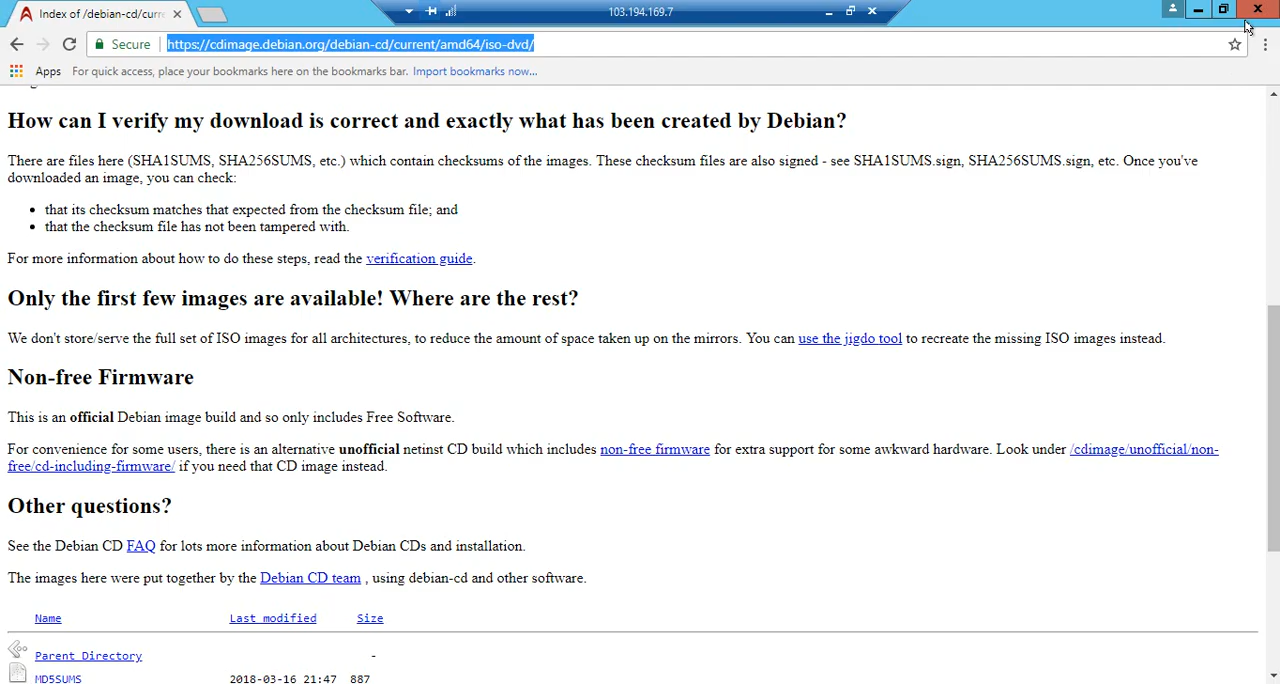 Index of /debian-cd/curre
103.194.169.7
Secure
https://cdimage.debian.org/debian-cd/current/amd64/iso-dvd/
Apps For quick access, place your bookmarks here on the bookmarks bar. Import bookmarks now...
How can I verify my download is correct and exactly what has been created by Debian?
There are files here (SHA1SUMS, SHA256SUMS, etc.) which contain checksums of the images. These checksum files are also signed - see SHA1SUMS.sign, SHA256SUMS.sign, etc. Once you've
downloaded an image, you can check:
• that its checksum matches that expected from the checksum file; and
• that the checksum file has not been tampered with.
For more information about how to do these steps, read the verification guide.
Only the first few images are available! Where are the rest?
We don't store/serve the full set of ISO images for all architectures, to reduce the amount of space taken up on the mirrors. You can use the jigdo tool to recreate the missing ISO images instead.
Non-free Firmware
This is an official Debian image build and so only includes Free Software.
For convenience for some users, there is an alternative unofficial netinst CD build which includes non-free firmware for extra support for some awkward hardware. Look under /cdimage/unofficial/non-
free/cd-including-firmware/ if you need that CD image instead.
Other questions?
See the Debian CD FAQ for lots more information about Debian CDs and installation.
The images here were put together by the Debian CD team , using debian-cd and other software.
Name Last modified Size
Parent Directory -
MD5SUMS 2018-03-16 21:47 887